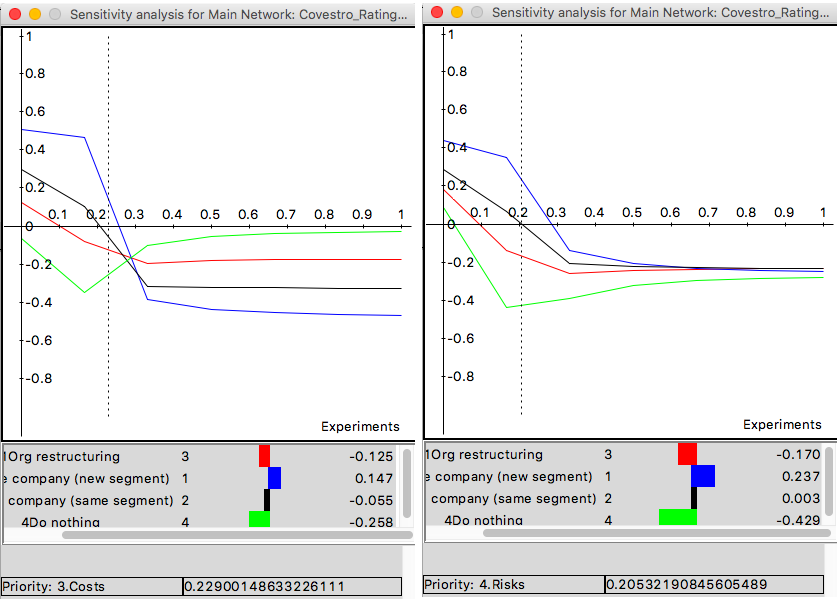 Sensitivity analysis for Main Network: Covestro_Rating...
1
0.8
0.6
0.4
0.2
0.1 0.2 0.3 0.4 0.5 0.6 0.7 0.8 0.9 1
0
-0.2
-0.4
-0.6
-0.8
Experiments
1Org restructuring 3 -0.125
e company (new segment) 1 0.147
company (same segment) 2 -0.055
4Do nothing 4 -0.258
Priority: 3.Costs 0.22900148633226111
Sensitivity analysis for Main Network: Covestro_Rating...
1
0.8
0.6
0.4
0.2
0.1 0.2 0.3 0.4 0.5 0.6 0.7 0.8 0.9 1
0
-0.2
-0.4
-0.6
-0.8
Experiments
1Org restructuring 3 -0.170
e company (new segment) 1 0.237
company (same segment) 2 0.003
4Do nothing 4 -0.429
Priority: 4.Risks 0.20532190845605489